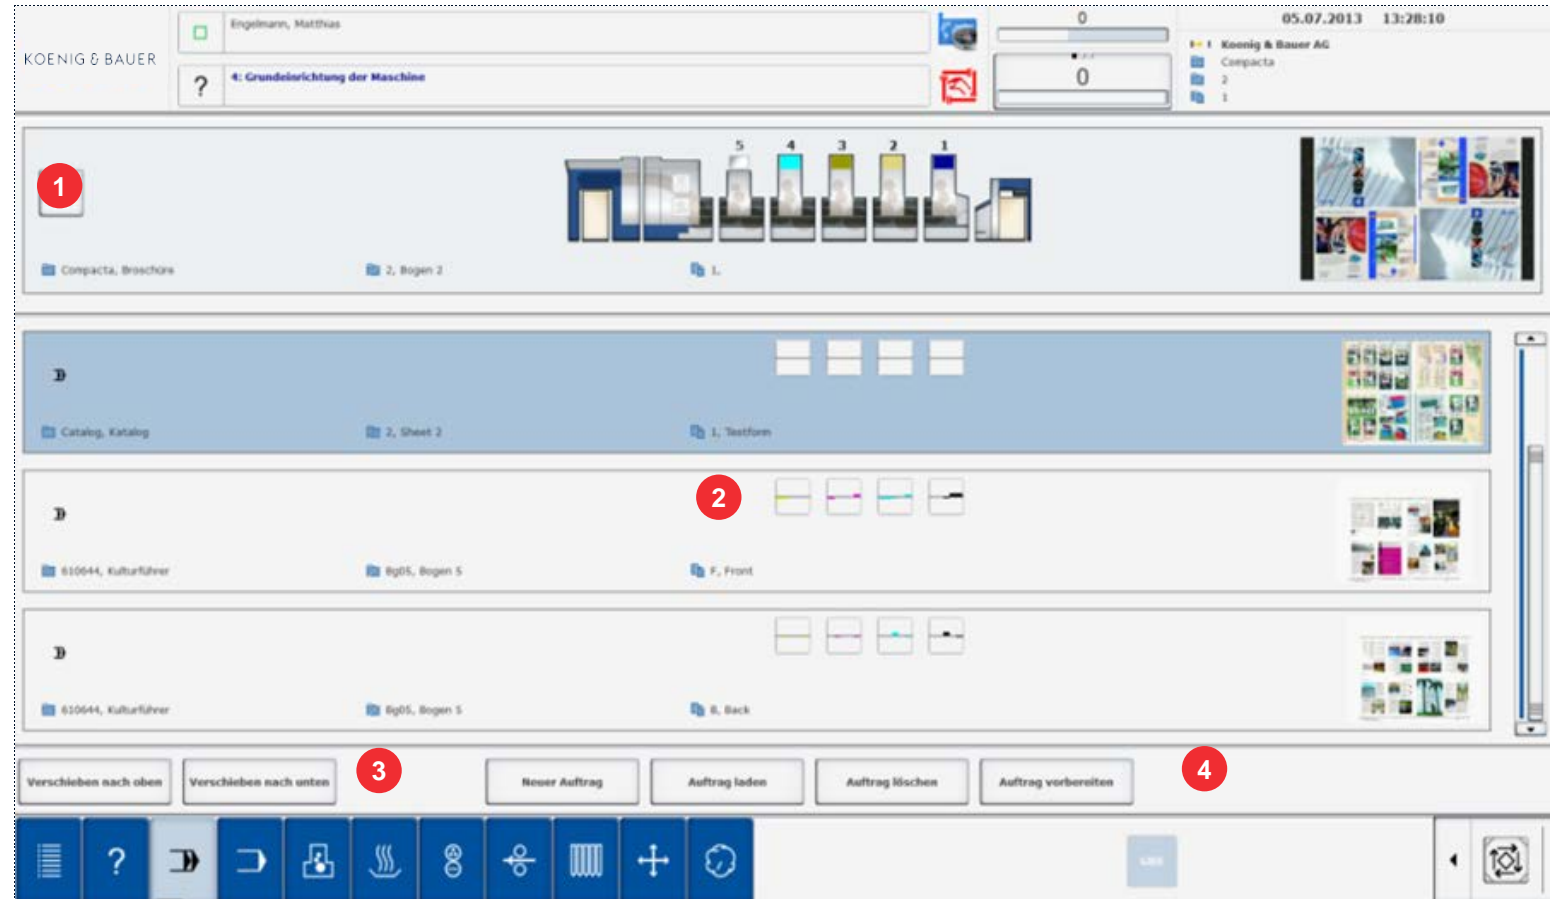 KOENIG & BAUER
Engelmann, Matthias
?
4: Grundeinrichtung der Maschine
0
0
05.07.2013 13:28:10
Koenig & Bauer AG
Compacta
2
1
1
5 4 3 2 1
Compacta, Broschüre
2, Bogen 2
1,
Catalog, Katalog
2, Sheet 2
1, Testform
2
610644, Kulturführer
Bg05, Bogen 5
F, Front
610644, Kulturführer
Bg05, Bogen 5
B, Back
Verschieben nach oben
Verschieben nach unten
3
Neuer Auftrag
Auftrag laden
Auftrag löschen
Auftrag vorbereiten
4
?